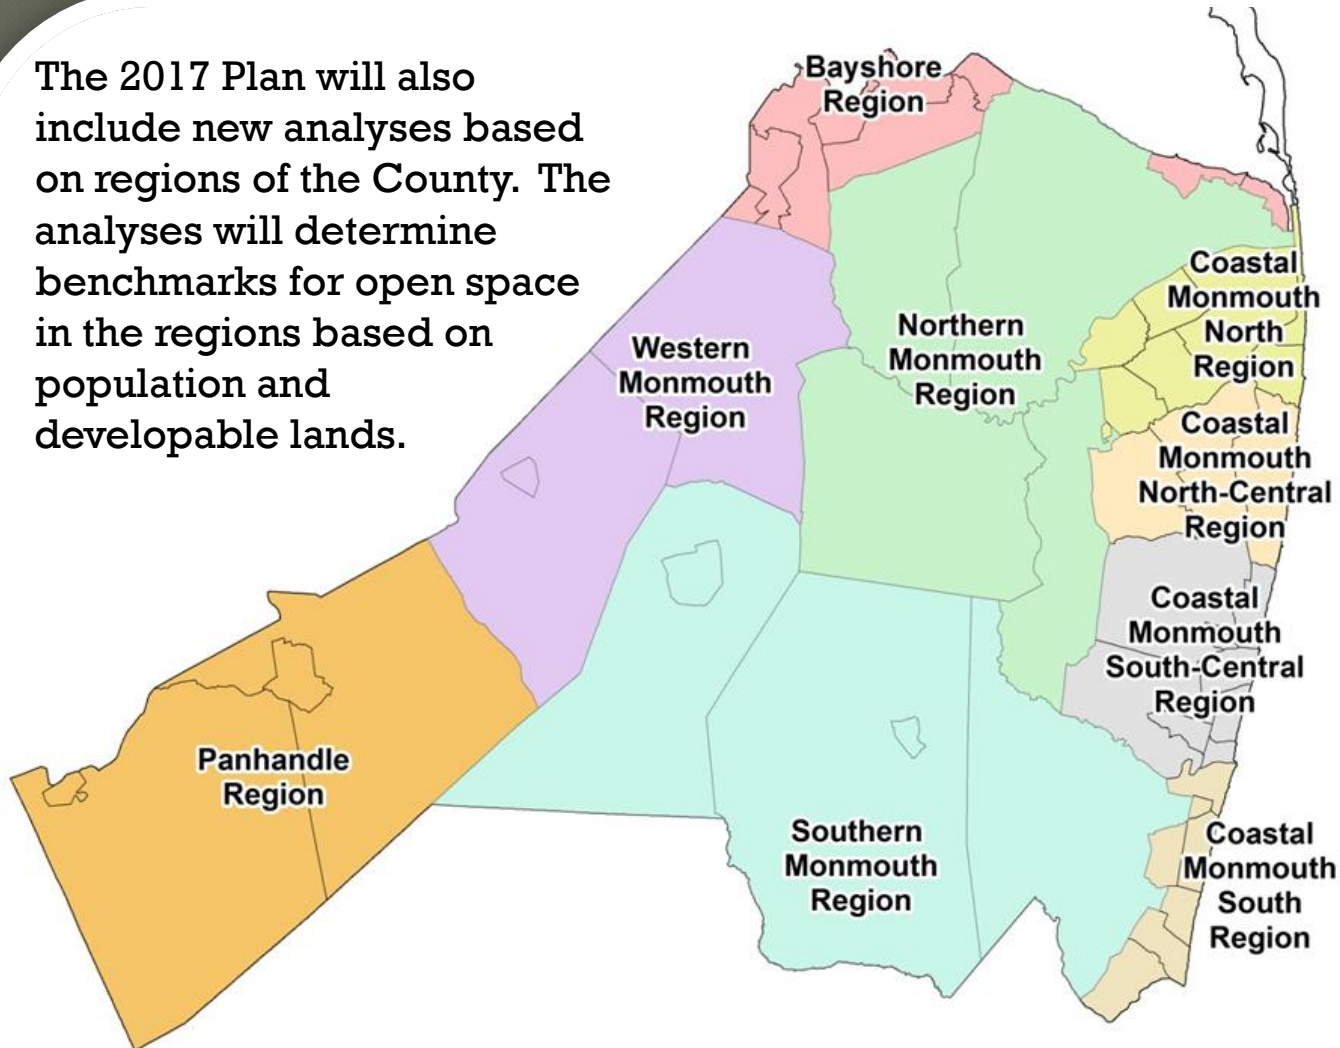 The 2017 Plan will also
include new analyses based
on regions of the County. The
analyses will determine
benchmarks for open space
in the regions based on
population and
developable lands.
Bayshore
Region
Coastal
Monmouth
North
Region
Northern
Monmouth
Region
Western
Monmouth
Region
Coastal
Monmouth
North-Central
Region
Coastal
Monmouth
South-Central
Region
Panhandle
Region
Southern
Monmouth
Region
Coastal
Monmouth
South
Region